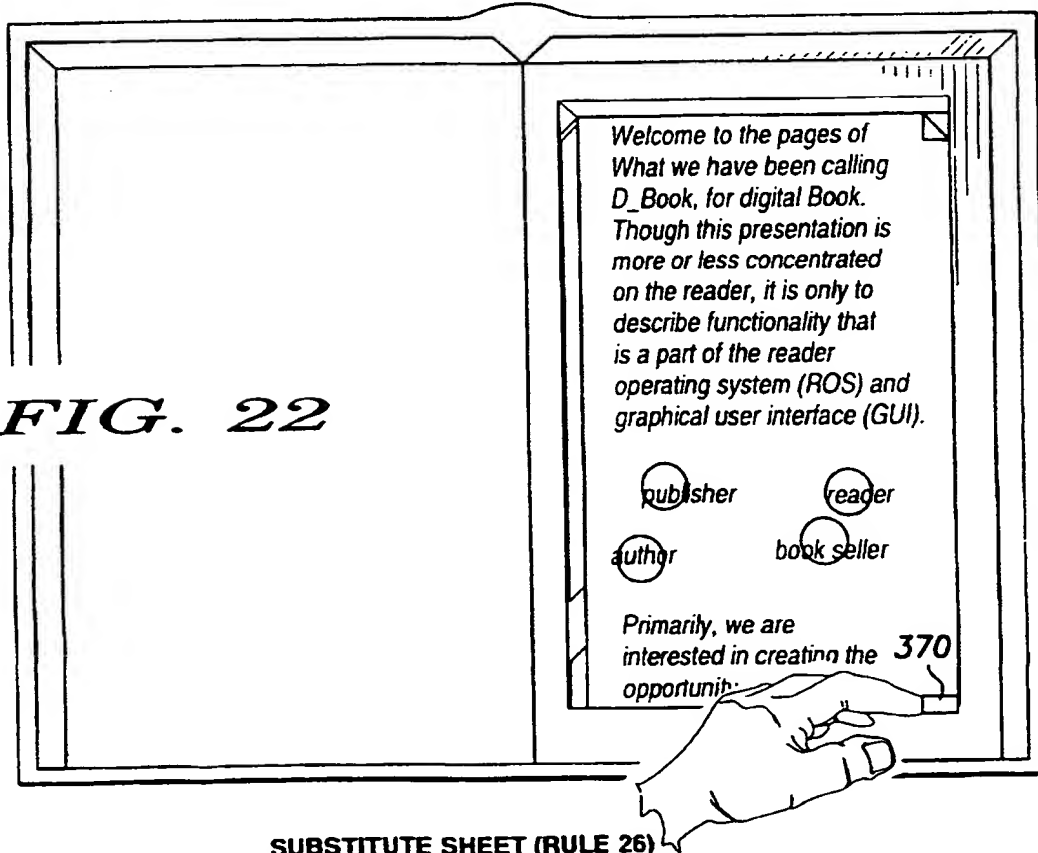 Welcome to the pages of
What we have been calling
D_Book, for digital Book.
Though this presentation is
more or less concentrated
on the reader, it is only to
describe functionality that
is a part of the reader
operating system (ROS) and
graphical user interface (GUI).
FIG. 22
publisher reader
author book seller
Primarily, we are
interested in creating the 370
SUBSTITUTE SHEET (RULE 26)